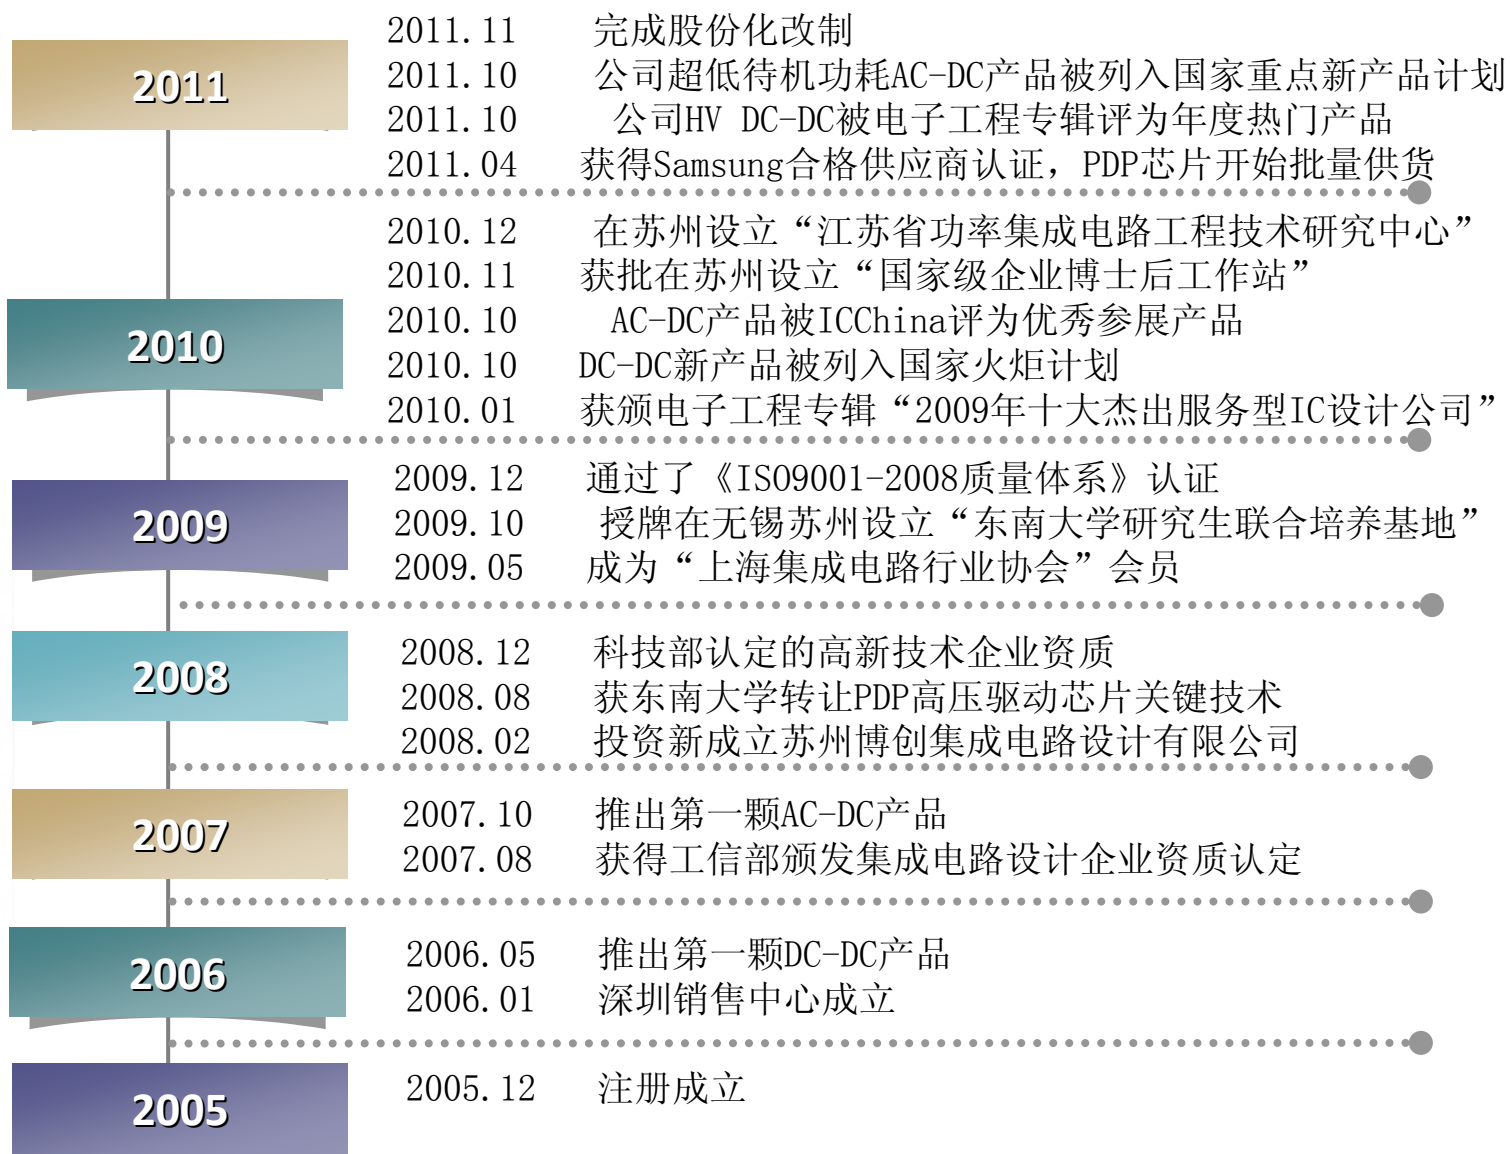 2011
2011.11 完成股份化改制
2011.10 公司超低待机功耗AC-DC产品被列入国家重点新产品计划
2011.10 公司HV DC-DC被电子工程专辑评为年度热门产品
2011.04 获得Samsung合格供应商认证，PDP芯片开始批量供货
2010
2010.12 在苏州设立“江苏省功率集成电路工程技术研究中心”
2010.11 获批在苏州设立“国家级企业博士后工作站”
2010.10 AC-DC产品被ICChina评为优秀参展产品
2010.10 DC-DC新产品被列入国家火炬计划
2010.01 获颁电子工程专辑“2009年十大杰出服务型IC设计公司”
2009
2009.12 通过了《ISO9001-2008质量体系》认证
2009.10 授牌在无锡苏州设立“东南大学研究生联合培养基地”
2009.05 成为“上海集成电路行业协会”会员
2008
2008.12 科技部认定的高新技术企业资质
2008.08 获东南大学转让PDP高压驱动芯片关键技术
2008.02 投资新成立苏州博创集成电路设计有限公司
2007
2007.10 推出第一颗AC-DC产品
2007.08 获得工信部颁发集成电路设计企业资质认定
2006
2006.05 推出第一颗DC-DC产品
2006.01 深圳销售中心成立
2005
2005.12 注册成立